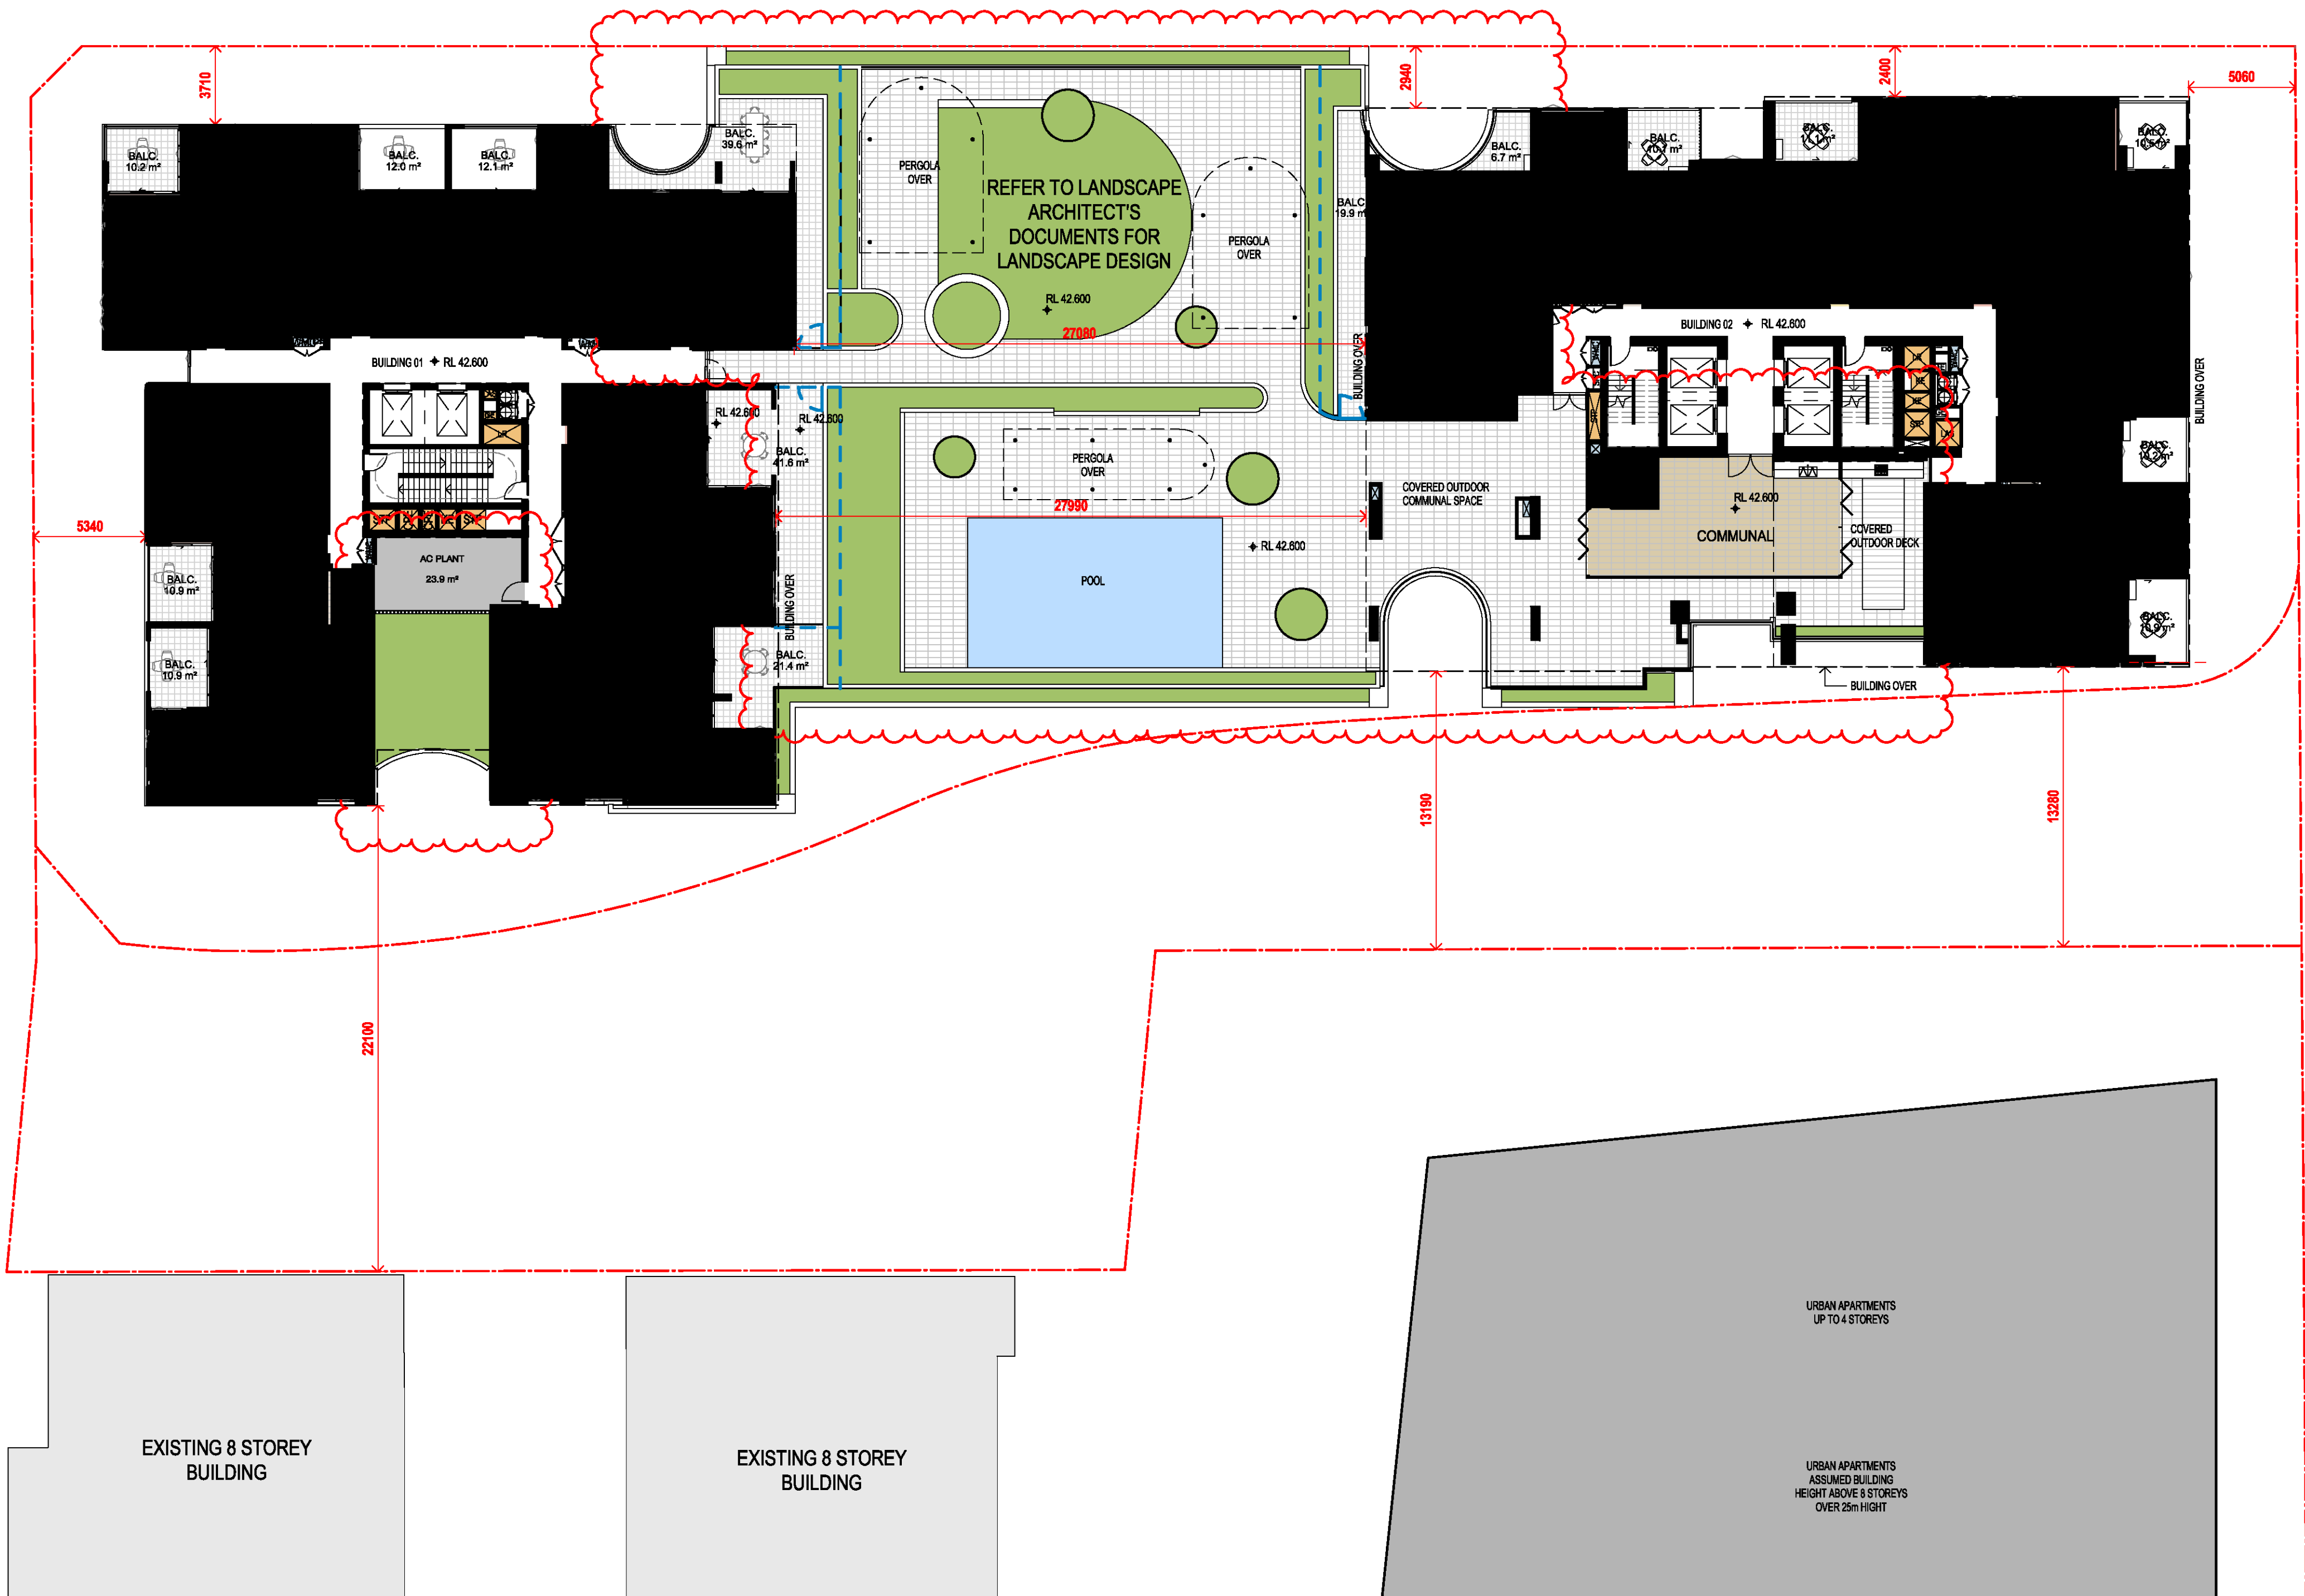 3710
2940
2400
5060
BALC.
10.2 m²
BALC.
12.0 m²
BALC.
12.1 m²
BALC.
39.6 m²
PERGOLA
OVER
REFER TO LANDSCAPE
ARCHITECT'S
DOCUMENTS FOR
LANDSCAPE DESIGN
RL 42.600
PERGOLA
OVER
BALC.
19.9 m
BALC.
6.7 m²
BALC.
BALC.
BALC.
27080
BUILDING OVER
BUILDING 01 RL 42.600
BUILDING 02 RL 42.600
BUILDING OVER
RL 42.600
RL 42.600
BALC.
41.6 m²
PERGOLA
OVER
27990
COVERED OUTDOOR
COMMUNAL SPACE
RL 42.600
COMMUNAL
COVERED
OUTDOOR DECK
BALC.
5340
AC PLANT
23.9 m²
BALC.
10.9 m²
BALC.
10.9 m²
RL 42.600
POOL
BUILDING OVER
BALC.
21.4 m²
BALC.
BUILDING OVER
13190
13280
22100
URBAN APARTMENTS
UP TO 4 STOREYS
EXISTING 8 STOREY
BUILDING
EXISTING 8 STOREY
BUILDING
URBAN APARTMENTS
ASSUMED BUILDING
HEIGHT ABOVE 8 STOREYS
OVER 25m HIGHT